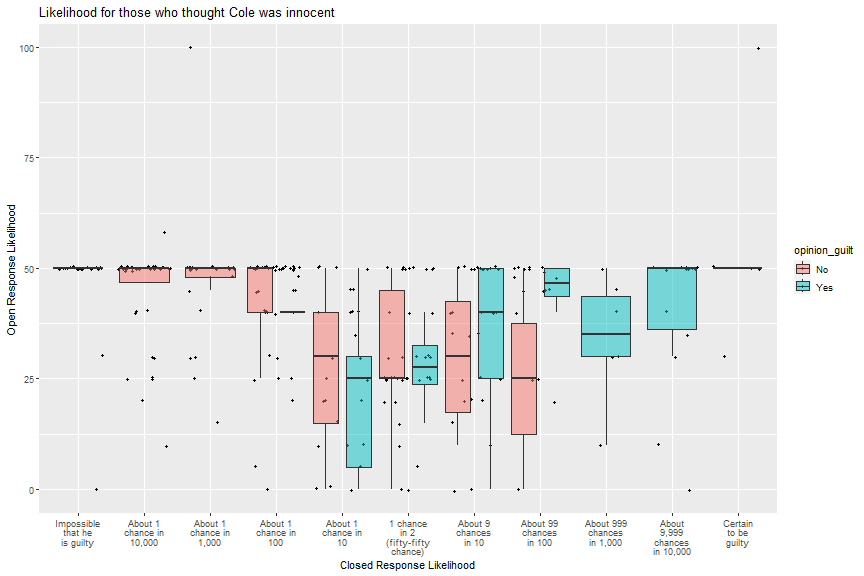 Likelihood for those who thought Cole was innocent
100
75
50
25
0
Open Response Likelihood
Impossible
that he
is guilty
About 1
chance in
10,000
About 1
chance in
1,000
About 1
chance in
100
About 1
chance in
10
1 chance
in 2
(fifty-fifty
chance)
About 9
chances
in 10
About 99
chances
in 100
About 999
chances
in 1,000
About
9,999
chances
in 10,000
Certain
to be
guilty
Closed Response Likelihood
opinion_guilt
No
Yes